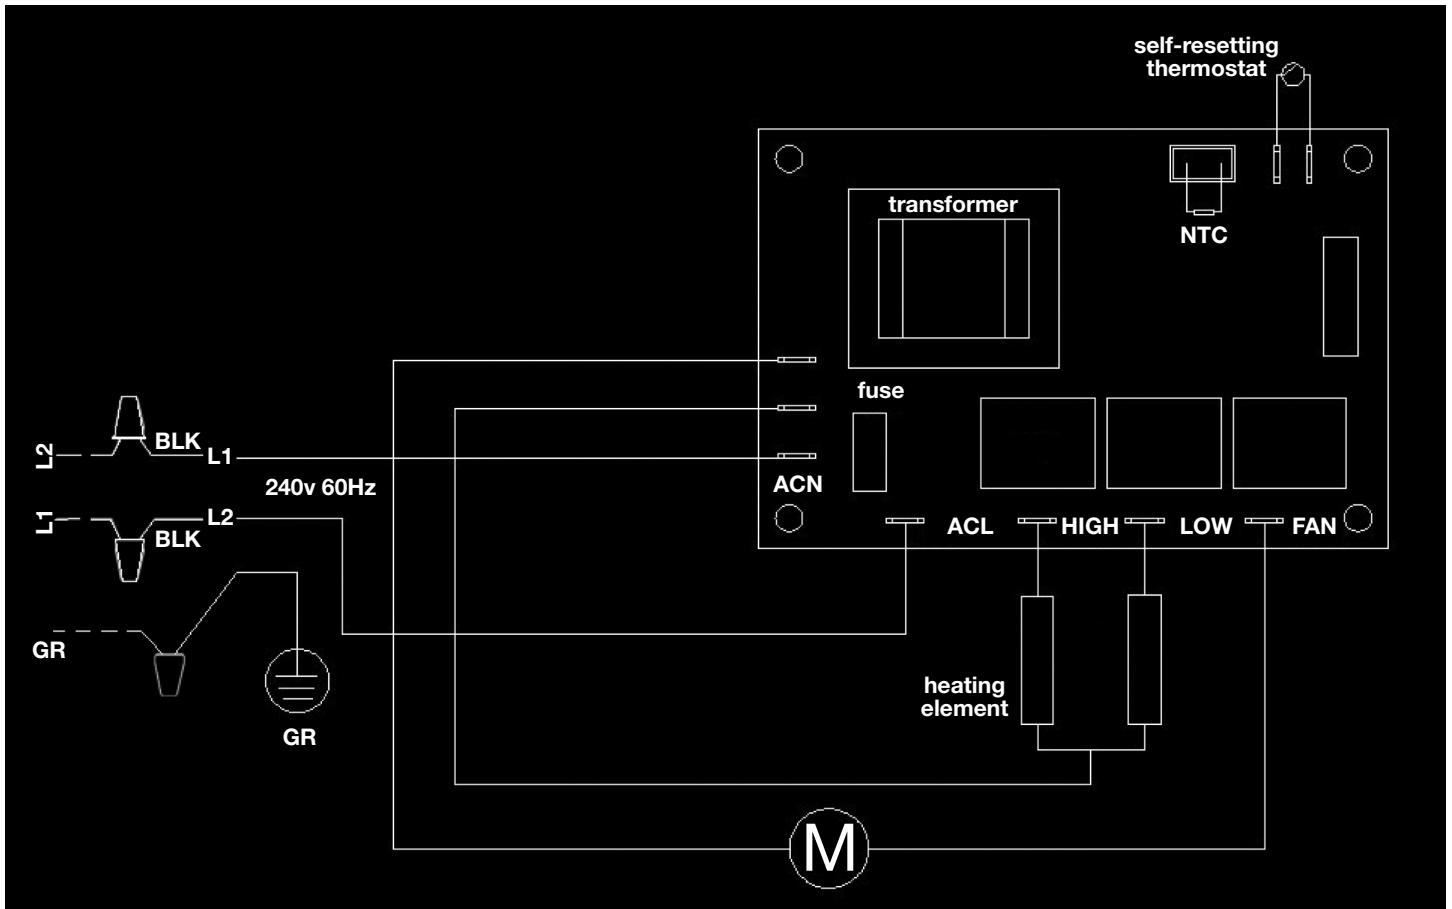 self-resetting
thermostat
transformer
NTC
fuse
L2
BLK
L1
240v 60Hz
ACN
L1
L2
BLK
ACL
HIGH
LOW
FAN
GR
GR
heating
element
M